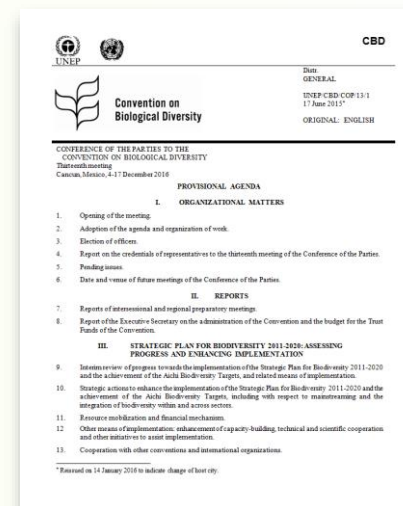 CBD
UNEP
Distr.
GENERAL
UNEP/CBD/COP/13/1
17 June 2015*
ORIGINAL: ENGLISH
Convention on
Biological Diversity
CONFERENCE OF THE PARTIES TO THE
CONVENTION ON BIOLOGICAL DIVERSITY
Thirteenth meeting
Cancun, Mexico, 4-17 December 2016
PROVISIONAL AGENDA
I. ORGANIZATIONAL MATTERS
1. Opening of the meeting.
2. Adoption of the agenda and organization of work.
3. Election of officers.
4. Report on the credentials of representatives to the thirteenth meeting of the Conference of the Parties.
5. Pending issues.
6. Date and venue of future meetings of the Conference of the Parties.
II. REPORTS
7. Reports of intersessional and regional preparatory meetings.
8. Report of the Executive Secretary on the administration of the Convention and the budget for the Trust
Funds of the Convention.
III. STRATEGIC PLAN FOR BIODIVERSITY 2011-2020: ASSESSING
PROGRESS AND ENHANCING IMPLEMENTATION
9. Interim review of progress towards the implementation of the Strategic Plan for Biodiversity 2011-2020
and the achievement of the Aichi Biodiversity Targets, and related means of implementation.
10. Strategic actions to enhance the implementation of the Strategic Plan for Biodiversity 2011-2020 and the
achievement of the Aichi Biodiversity Targets, including with respect to mainstreaming and the
integration of biodiversity within and across sectors.
11. Resource mobilization and financial mechanism.
12 Other means of implementation: enhancement of capacity-building, technical and scientific cooperation
and other initiatives to assist implementation.
13. Cooperation with other conventions and international organizations.
* Reissued on 14 January 2016 to indicate change of host city.